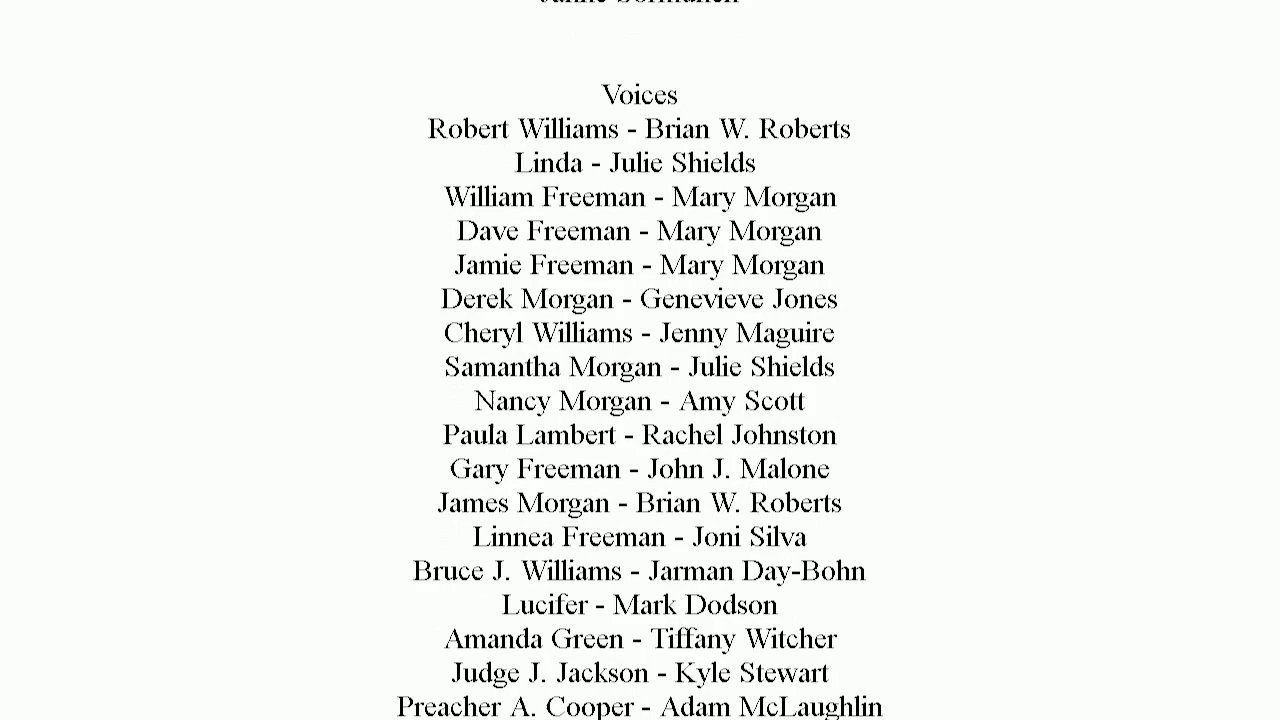 Voices
Robert Williams - Brian W. Roberts
Linda - Julie Shields
William Freeman - Mary Morgan
Dave Freeman - Mary Morgan
Jamie Freeman - Mary Morgan
Derek Morgan - Genevieve Jones
Cheryl Williams - Jenny Maguire
Samantha Morgan - Julie Shields
Nancy Morgan - Amy Scott
Paula Lambert - Rachel Johnston
Gary Freeman - John J. Malone
James Morgan - Brian W. Roberts
Linnea Freeman - Joni Silva
Bruce J. Williams - Jarman Day-Bohn
Lucifer - Mark Dodson
Amanda Green - Tiffany Witcher
Judge J. Jackson - Kyle Stewart
Preacher A. Cooper - Adam McLaughlin